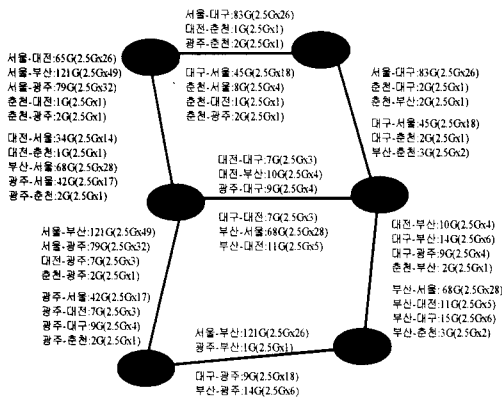 서울-대구:83G(2.5Gx26)
대전-춘천:1G(2.5Gx1)
광주-춘천:2G(2.5Gx1)
대구-서울:45G(2.5Gx18)
춘천-서울:8G(2.5Gx4)
춘천-대전:1G(2.5Gx1)
춘천-광주:2G(2.5Gx1)
서울-대전:65G(2.5Gx26)
서울-부산:121G(2.5Gx49)
서울-광주:79G(2.5Gx32)
춘천-대전:1G(2.5Gx1)
춘천-광주:2G(2.5Gx1)
대전-서울:34G(2.5Gx14)
대전-춘천:1G(2.5Gx1)
부산-서울:68G(2.5Gx28)
광주-서울:42G(2.5Gx17)
광주-춘천:2G(2.5Gx1)
서울-대구:83G(2.5Gx26)
춘천-대구:2G(2.5Gx1)
춘천-부산:2G(2.5Gx1)
대구-서울:45G(2.5Gx18)
대구-춘천:2G(2.5Gx1)
부산-춘천:3G(2.5Gx2)
대전-대구:7G(2.5Gx3)
대전-부산:10G(2.5Gx4)
광주-대구:9G(2.5Gx4)
대구-대전:7G(2.5Gx3)
부산-서울:68G(2.5Gx28)
부산-대전:11G(2.5Gx5)
서울-부산:121G(2.5Gx49)
서울-광주:79G(2.5Gx32)
대전-광주:7G(2.5Gx3)
춘천-광주:2G(2.5Gx1)
광주-서울:42G(2.5Gx17)
광주-대전:7G(2.5Gx3)
광주-대구:9G(2.5Gx4)
광주-춘천:2G(2.5Gx1)
대전-부산:10G(2.5Gx4)
대구-부산:14G(2.5Gx6)
대구-광주:9G(2.5Gx4)
춘천-부산: 2G(2.5Gx1)
부산-서울: 68G(2.5Gx28)
부산-대전:11G(2.5Gx5)
부산-대구:15G(2.5Gx6)
부산-춘천:3G(2.5Gx2)
서울-부산:121G(2.5Gx26)
광주-부산:1G(2.5Gx1)
대구-광주:9G(2.5Gx18)
부산-광주:14G(2.5Gx6)